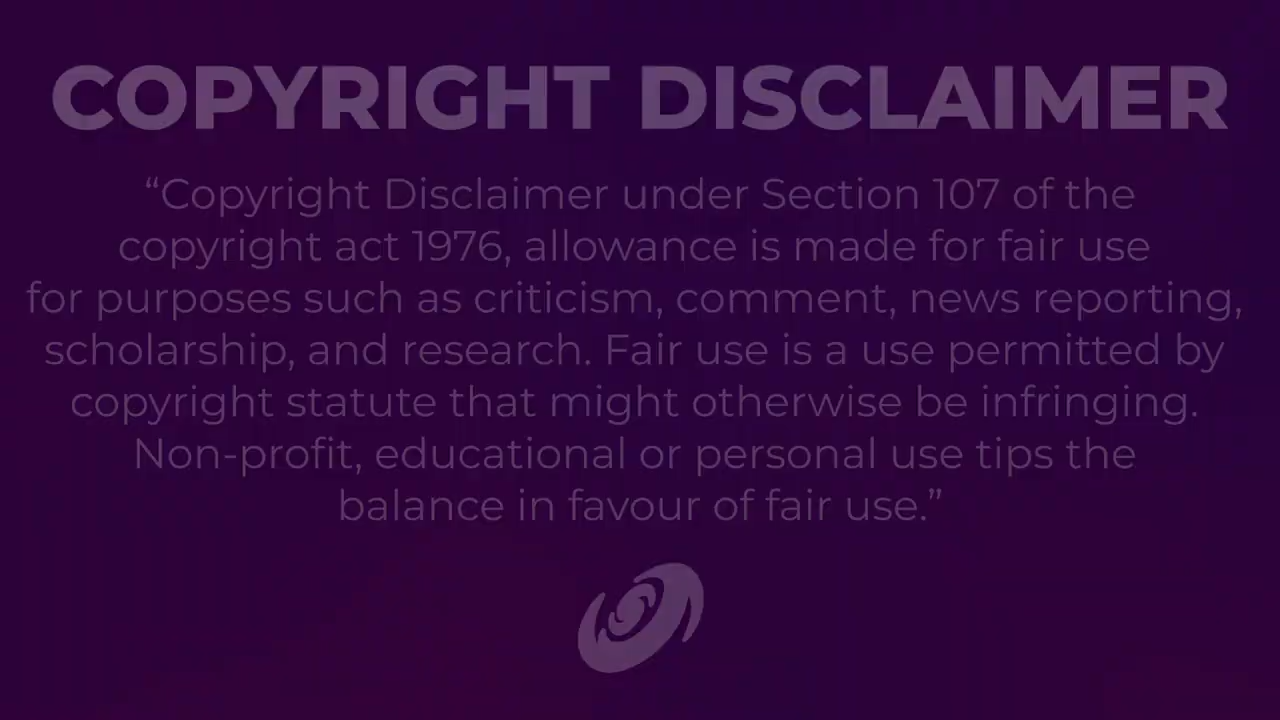 COPYRIGHT DISCLAIMER
“Copyright Disclaimer under Section 107 of the
copyright act 1976, allowance is made for fair use
for purposes such as criticism, comment, news reporting,
scholarship, and research. Fair use is a use permitted by
copyright statute that might otherwise be infringing.
Non-profit, educational or personal use tips the
balance in favour of fair use.”